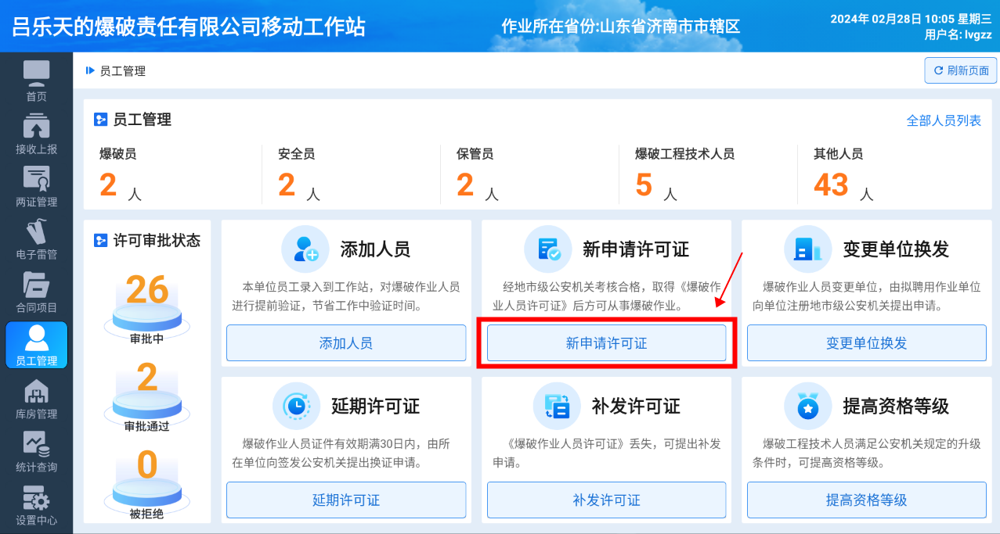 吕乐天的爆破责任有限公司移动工作站
作业所在省份:山东省济南市市辖区
2024年 02月28日 10:05 星期三
用户名: lvgzz
首页
接收上报
两证管理
电子雷管
合同项目
员工管理
库房管理
统计查询
设置中心
员工管理
刷新页面
员工管理
全部人员列表
爆破员
2 人
安全员
2 人
保管员
2 人
爆破工程技术人员
5 人
其他人员
43 人
许可审批状态
26
审批中
2
审批通过
0
被拒绝
添加人员
本单位员工录入到工作站，对爆破作业人员
进行提前验证，节省工作中验证时间。
添加人员
新申请许可证
经地市级公安机关考核合格，取得《爆破作
业人员许可证》后方可从事爆破作业。
新申请许可证
变更单位换发
爆破作业人员变更单位，由拟聘用作业单位
向单位注册地市级公安机关提出申请。
变更单位换发
延期许可证
爆破作业人员证件有效期满30日内，由所
在单位向签发公安机关提出换证申请。
延期许可证
补发许可证
《爆破作业人员许可证》丢失，可提出补发
申请。
补发许可证
提高资格等级
爆破工程技术人员满足公安机关规定的升级
条件时，可提高资格等级。
提高资格等级